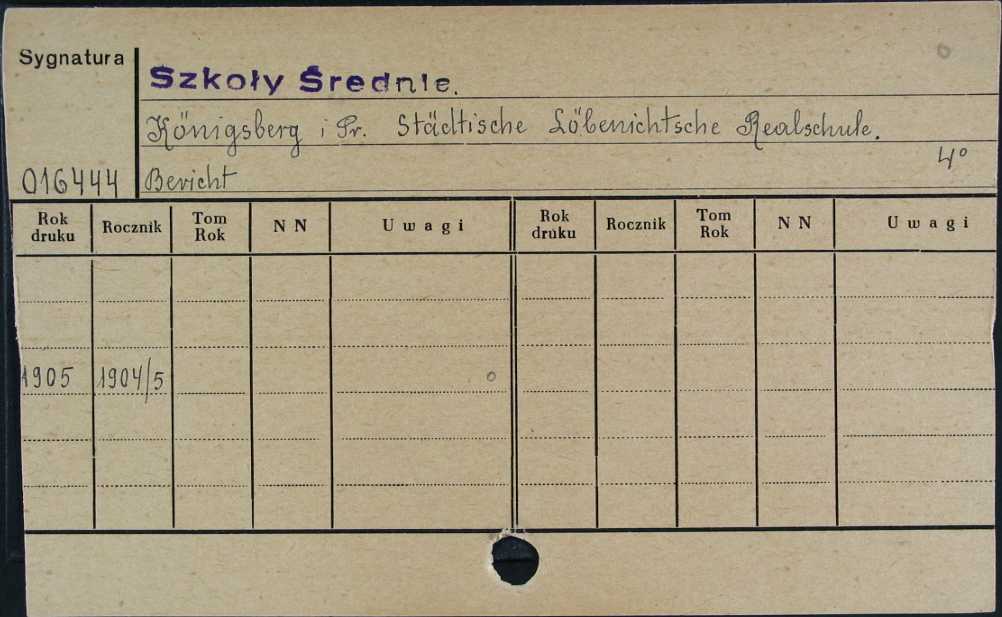 Sygnatura
Szkoły Średnie.
Königsberg i Pr. Städtische Löbenichtsche Realschule.
4º
016444 Bericht
Rok druku Rocznik Tom Rok N N Uwagi Rok druku Rocznik Tom Rok N N Uwagi
1905 1904/5